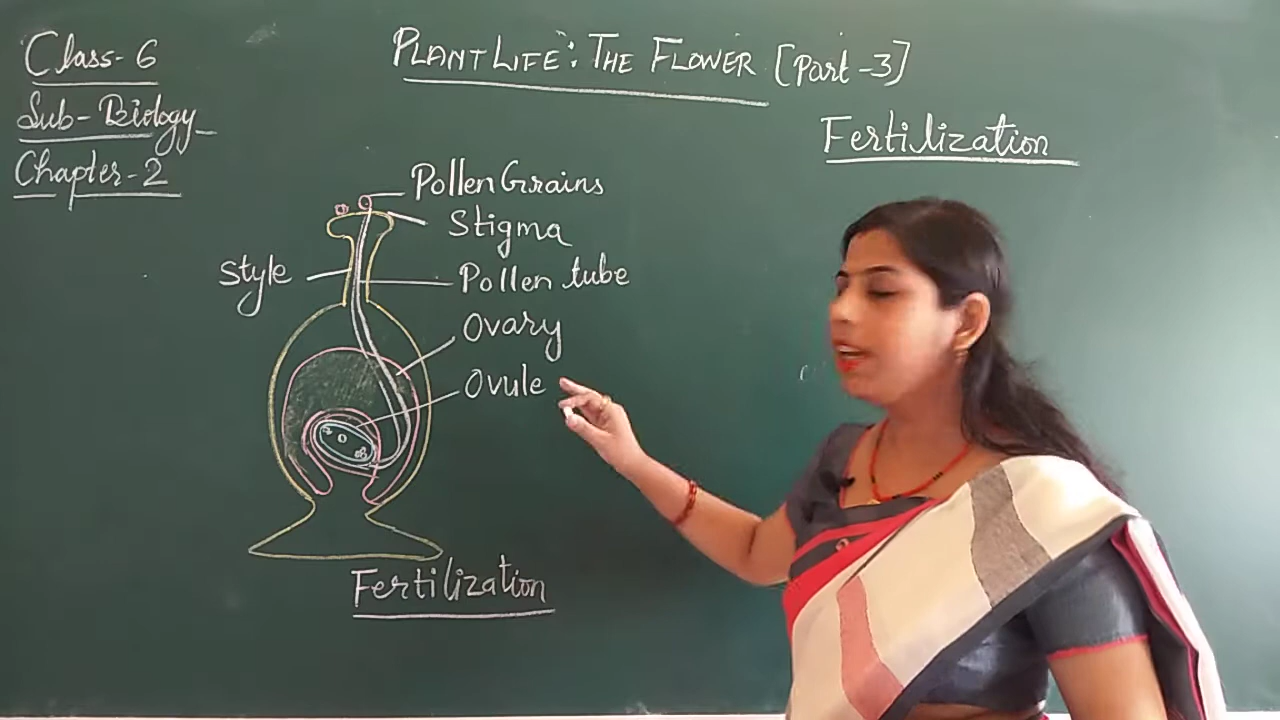 Class-6
Sub-Biology
Chapter-2
PLANT LIFE: THE FLOWER [Part-3]
Fertilization
Pollen Grains
Stigma
Style
Pollen tube
Ovary
Ovule
Fertilization